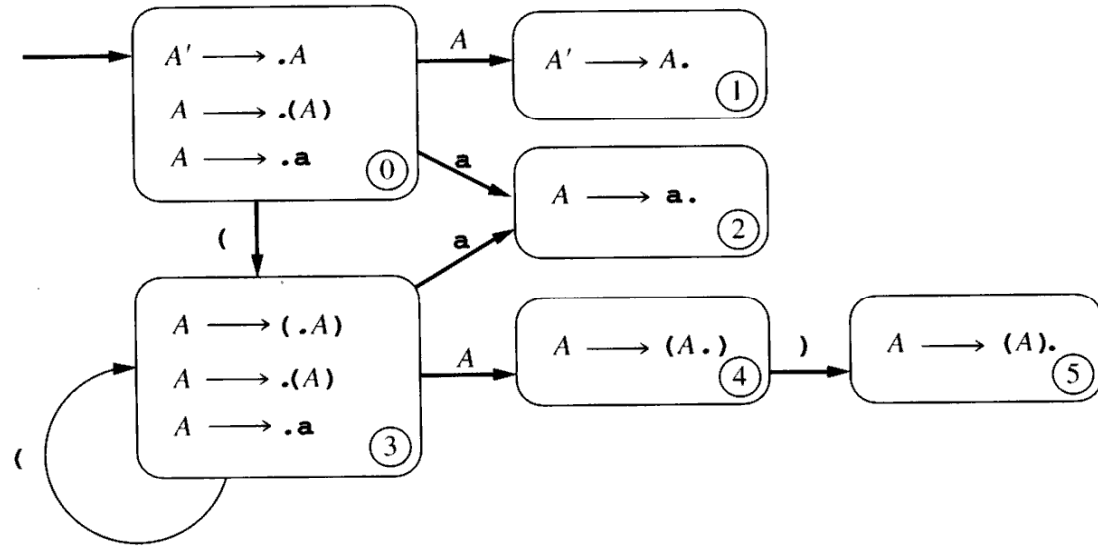 A' ⟶ .A
A ⟶ .(A)
A ⟶ .a
0
A
A' ⟶ A.
1
a
A ⟶ a.
2
(
a
A ⟶ (.A)
A ⟶ .(A)
A ⟶ .a
3
(
A
A ⟶ (A.)
4
)
A ⟶ (A).
5